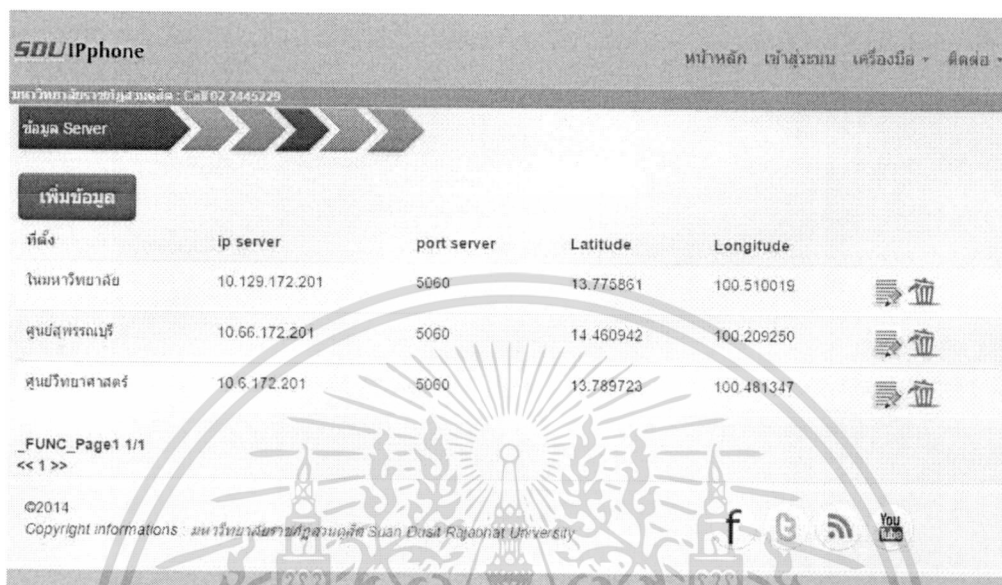 SDU IPphone
หน้าหลัก เข้าสู่ระบบ เครื่องมือ ติดต่อ
มหาวิทยาลัยราชภัฏสวนดุสิต : Call 02 2445229
ข้อมูล Server
เพิ่มข้อมูล
ที่ตั้ง ip server port server Latitude Longitude
ในมหาวิทยาลัย 10.129.172.201 5060 13.775861 100.510019
ศูนย์สุพรรณบุรี 10.66.172.201 5060 14.460942 100.209250
ศูนย์วิทยาศาสตร์ 10.6.172.201 5060 13.789723 100.481347
_FUNC_Page1 1/1
<< 1 >>
©2014
Copyright informations : มหาวิทยาลัยราชภัฏสวนดุสิต Suan Dusit Rajabhat University
You Tube